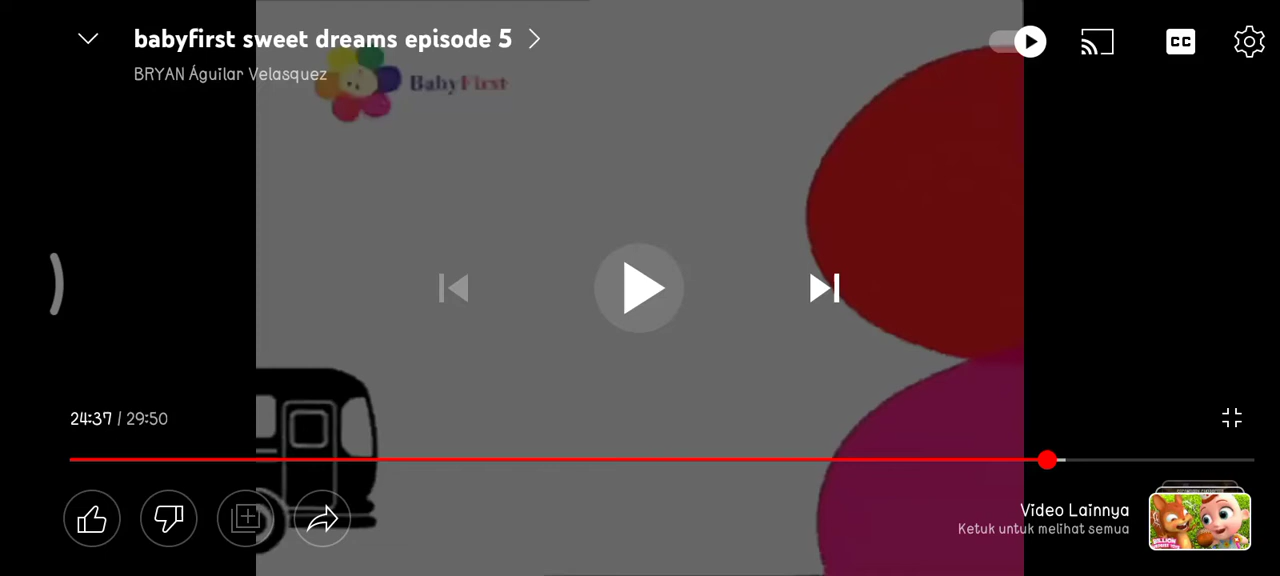 babyfirst sweet dreams episode 5
BRYAN Águilar Velasquez
BabyFirst
CC
24:37 / 29:50
Video Lainnya
Ketuk untuk melihat semua